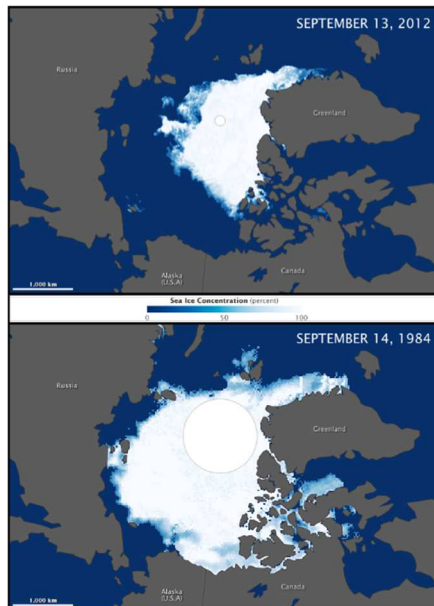 SEPTEMBER 13, 2012
Russia
Greenland
Alaska
(U.S.A)
Canada
1,000 km
Sea Ice Concentration (percent)
0 50 100
SEPTEMBER 14, 1984
Russia
Greenland
Alaska
(U.S.A)
Canada
1,000 km